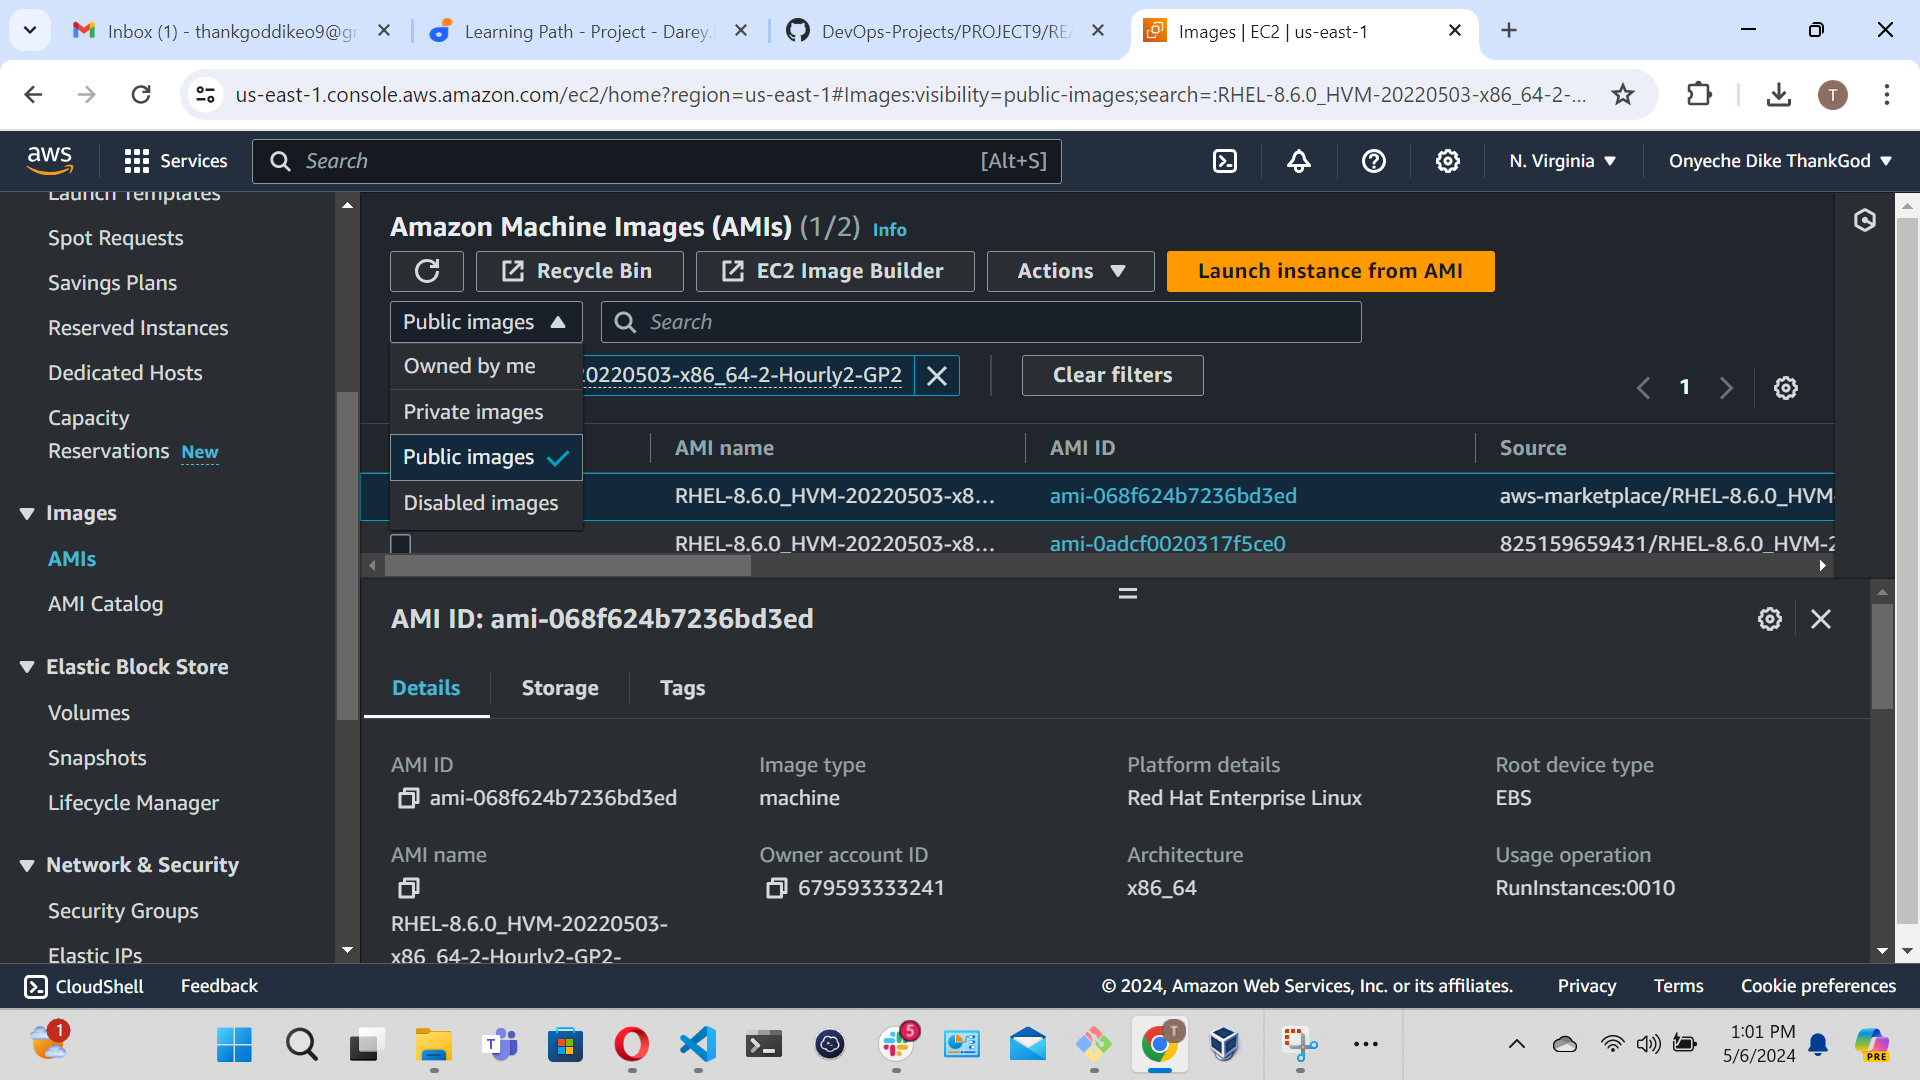 Inbox (1) - thankgoddikeo9@gr
Learning Path - Project - Darey.i
DevOps-Projects/PROJECT9/REA
Images | EC2 | us-east-1
us-east-1.console.aws.amazon.com/ec2/home?region=us-east-1#Images:visibility=public-images;search=:RHEL-8.6.0_HVM-20220503-x86_64-2-...
T
aws
Services
Search
[Alt+S]
N. Virginia
Onyeche Dike ThankGod
Launch Templates
Spot Requests
Savings Plans
Reserved Instances
Dedicated Hosts
Capacity
Reservations New
Images
AMIs
AMI Catalog
Elastic Block Store
Volumes
Snapshots
Lifecycle Manager
Network & Security
Security Groups
Elastic IPs
Amazon Machine Images (AMIs) (1/2) Info
Recycle Bin
EC2 Image Builder
Actions
Launch instance from AMI
Public images
Search
Owned by me
Private images
Public images
Disabled images
20220503-x86_64-2-Hourly2-GP2
Clear filters
1
AMI name
AMI ID
Source
RHEL-8.6.0_HVM-20220503-x8...
ami-068f624b7236bd3ed
aws-marketplace/RHEL-8.6.0_HVM-
RHEL-8.6.0_HVM-20220503-x8...
ami-0adcf0020317f5ce0
825159659431/RHEL-8.6.0_HVM-2
AMI ID: ami-068f624b7236bd3ed
Details
Storage
Tags
AMI ID
ami-068f624b7236bd3ed
Image type
machine
Platform details
Red Hat Enterprise Linux
Root device type
EBS
AMI name
RHEL-8.6.0_HVM-20220503-
x86_64-2-Hourly2-GP2-
Owner account ID
679593333241
Architecture
x86_64
Usage operation
RunInstances:0010
CloudShell
Feedback
© 2024, Amazon Web Services, Inc. or its affiliates.
Privacy
Terms
Cookie preferences
1
5
T
1:01 PM
5/6/2024
PRE